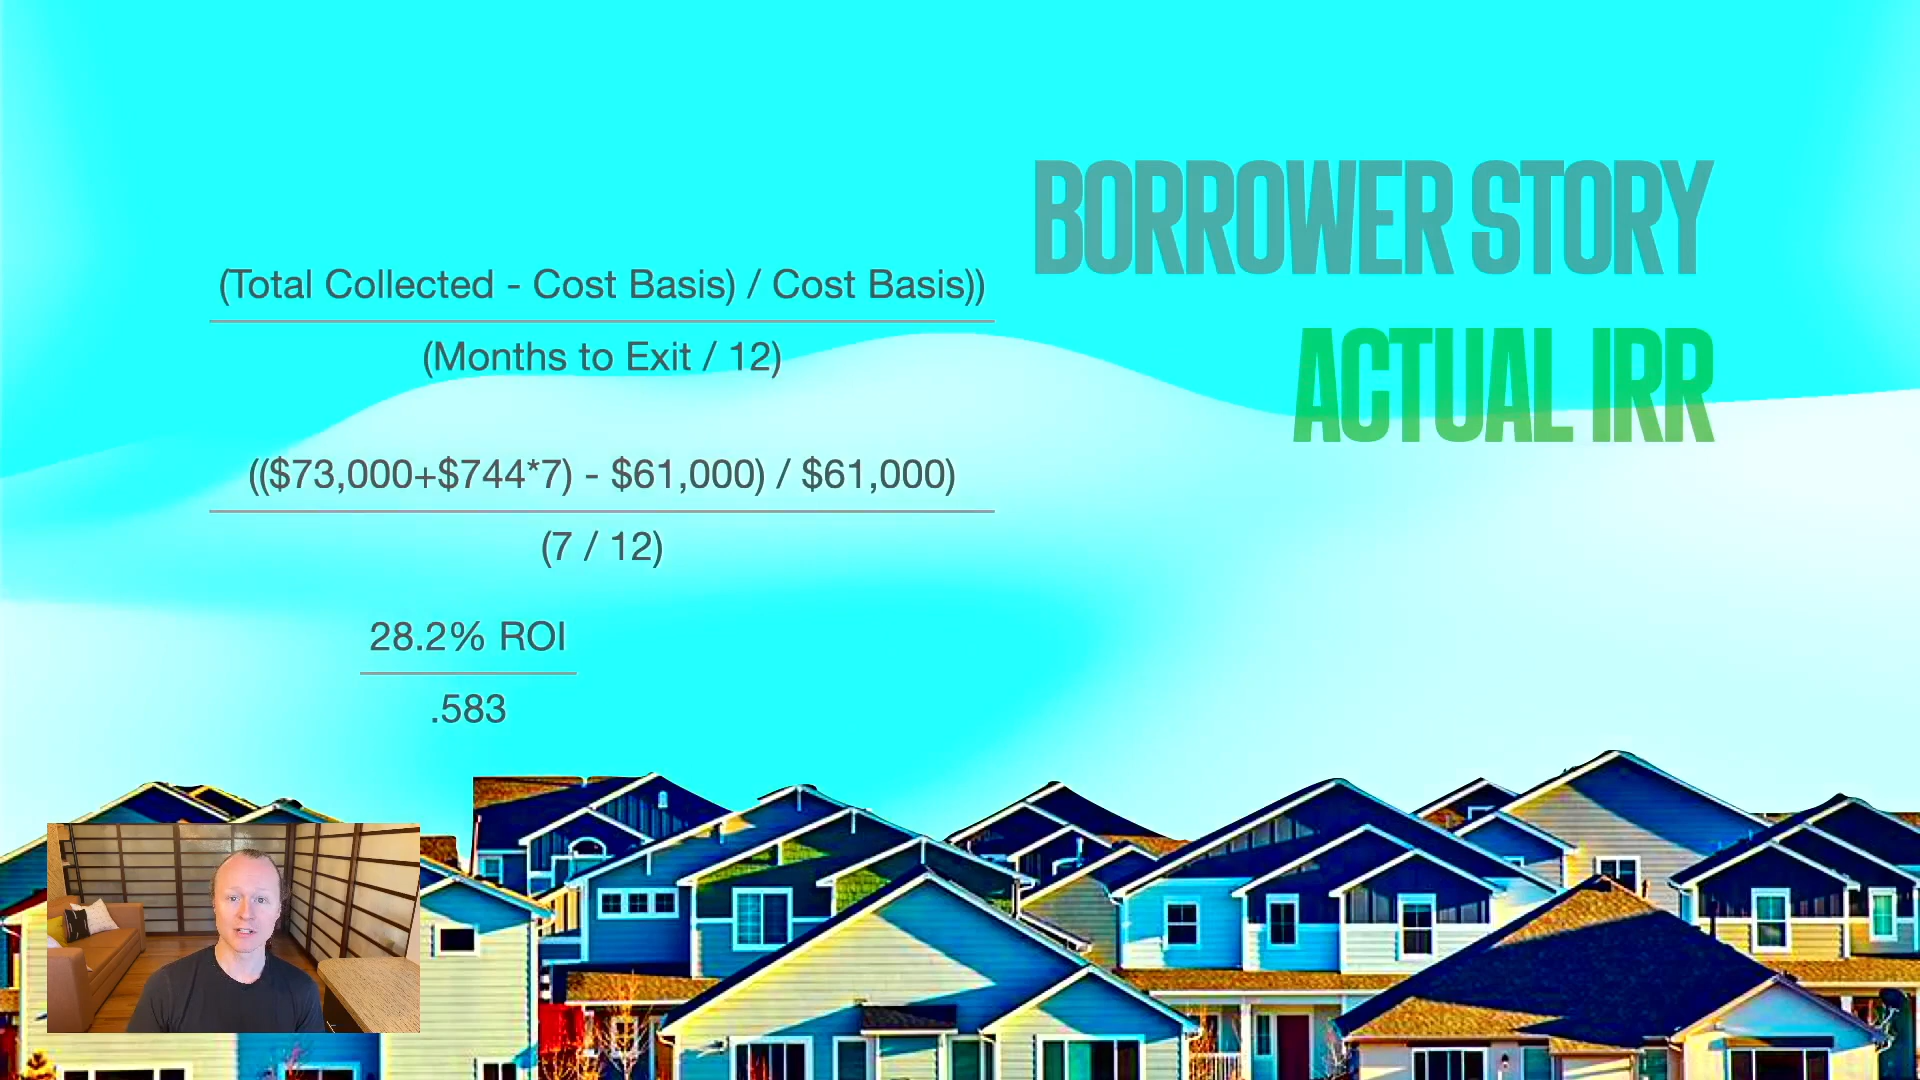 BORROWER STORY
ACTUAL IRR
(Total Collected - Cost Basis) / Cost Basis))
(Months to Exit / 12)
(($73,000+$744*7) - $61,000) / $61,000)
(7 / 12)
28.2% ROI
.583